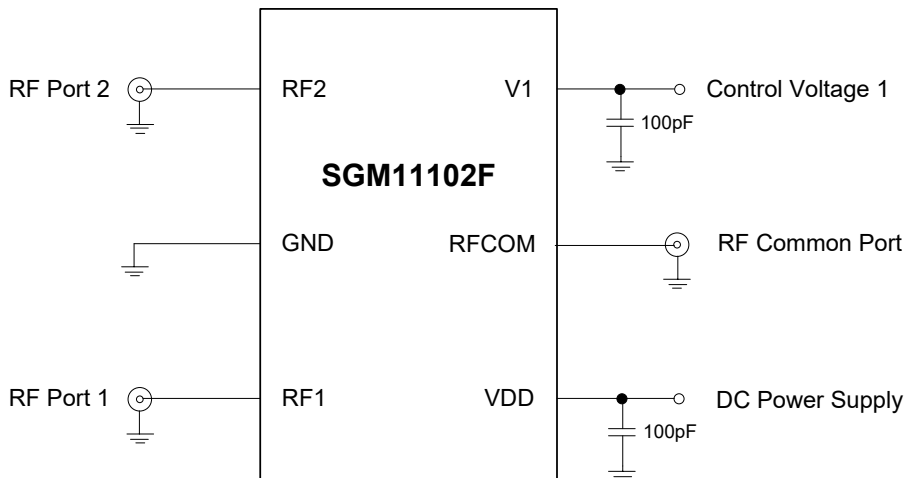 RF Port 2
RF2
V1
Control Voltage 1
100pF
SGM11102F
GND
RFCOM
RF Common Port
RF Port 1
RF1
VDD
DC Power Supply
100pF